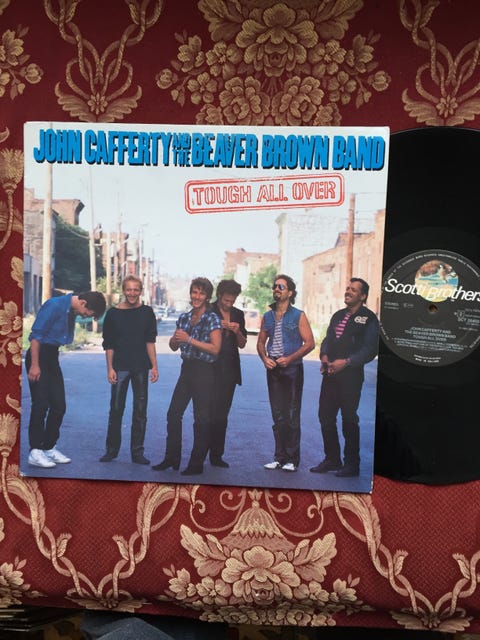 JOHN CAFFERTY AND THE BEAVER BROWN BAND
TOUGH ALL OVER
Scotti Brothers
STEREO
JOHN CAFFERTY AND
THE BEAVER BROWN BAND
TOUGH ALL OVER